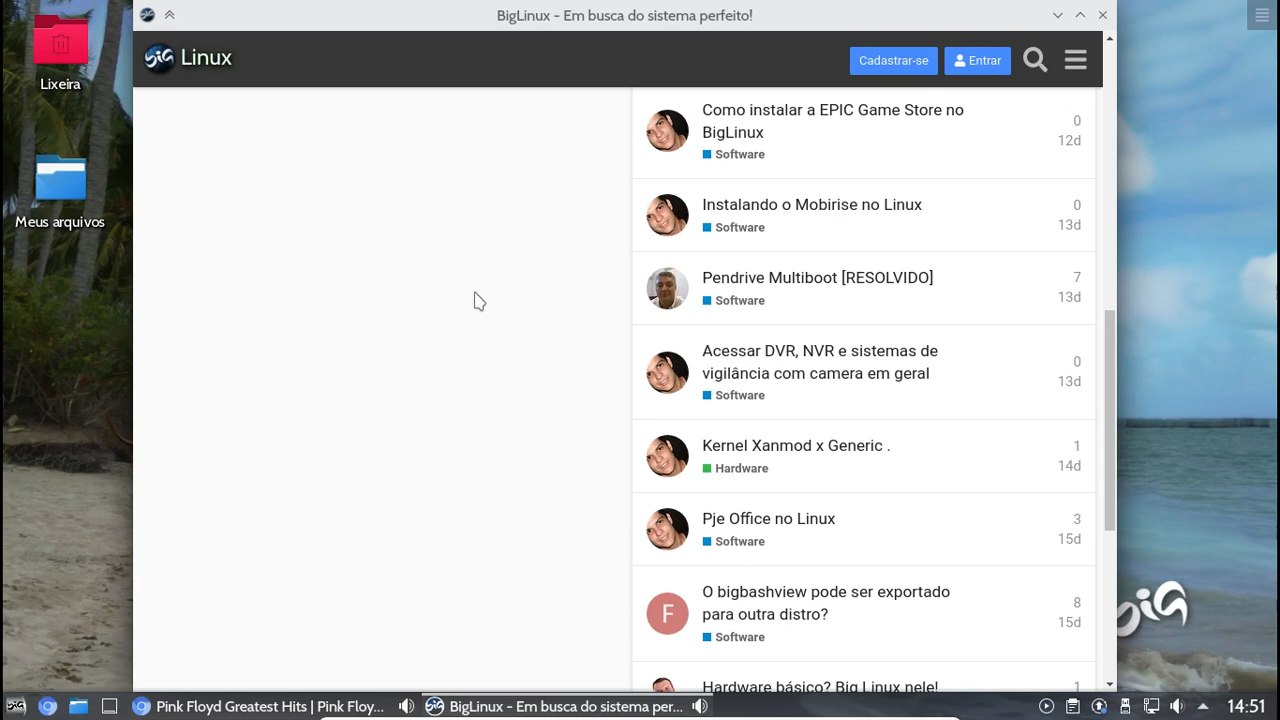 BigLinux - Em busca do sistema perfeito!
Lixeira
Meus arquivos
BiG Linux
Cadastrar-se
Entrar
Como instalar a EPIC Game Store no
BigLinux
Software
0
12d
Instalando o Mobirise no Linux
Software
0
13d
Pendrive Multiboot [RESOLVIDO]
Software
7
13d
Acessar DVR, NVR e sistemas de
vigilância com camera em geral
Software
0
13d
Kernel Xanmod x Generic .
Hardware
1
14d
Pje Office no Linux
Software
3
15d
F
O bigbashview pode ser exportado
para outra distro?
Software
8
15d
Hardware básico? Big Linux nele!
1
BiG
Pink Floyd Greatest Hits | Pink Floy...
BigLinux - Em busca do sistema per...
14:51